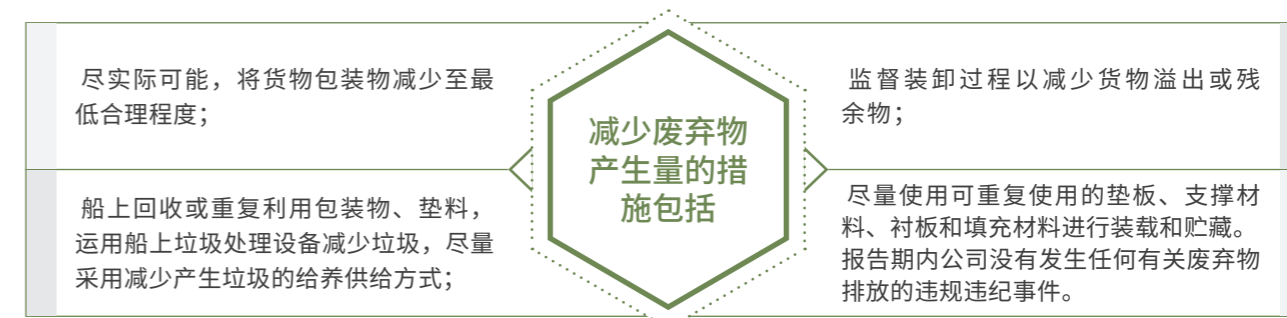 尽实际可能，将货物包装物减少至最
低合理程度；
船上回收或重复利用包装物、垫料，
运用船上垃圾处理设备减少垃圾，尽量
采用减少产生垃圾的给养供给方式；
减少废弃物
产生量的措
施包括
监督装卸过程以减少货物溢出或残
余物；
尽量使用可重复使用的垫板、支撑材
料、衬板和填充材料进行装载和贮藏。
报告期内公司没有发生任何有关废弃物
排放的违规违纪事件。